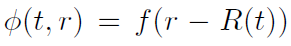 ϕ(t, r) = f(r − R(t))